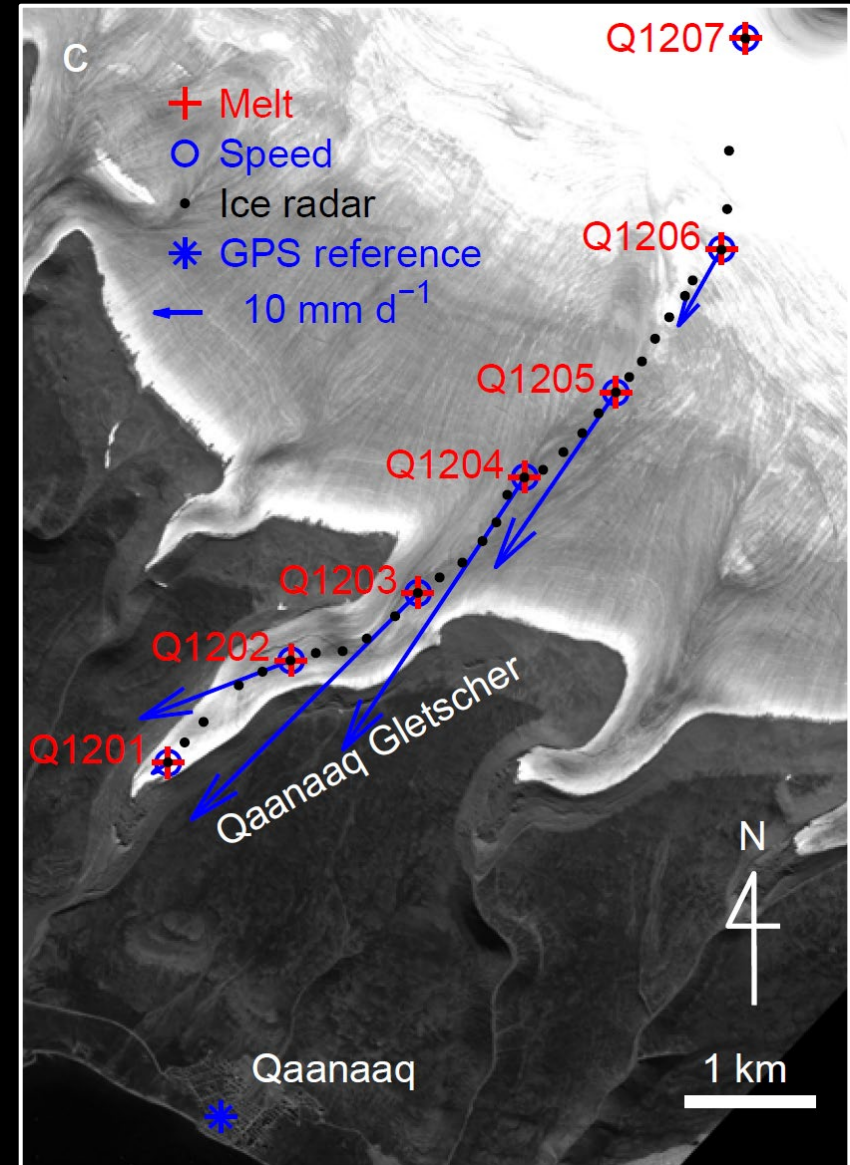 c
Q1207
Melt
Speed
Ice radar
Q1206
GPS reference
10 mm d⁻¹
Q1205
Q1204
Q1203
Q1202
Q1201
Qaanaaq Gletscher
N
Qaanaaq
1 km